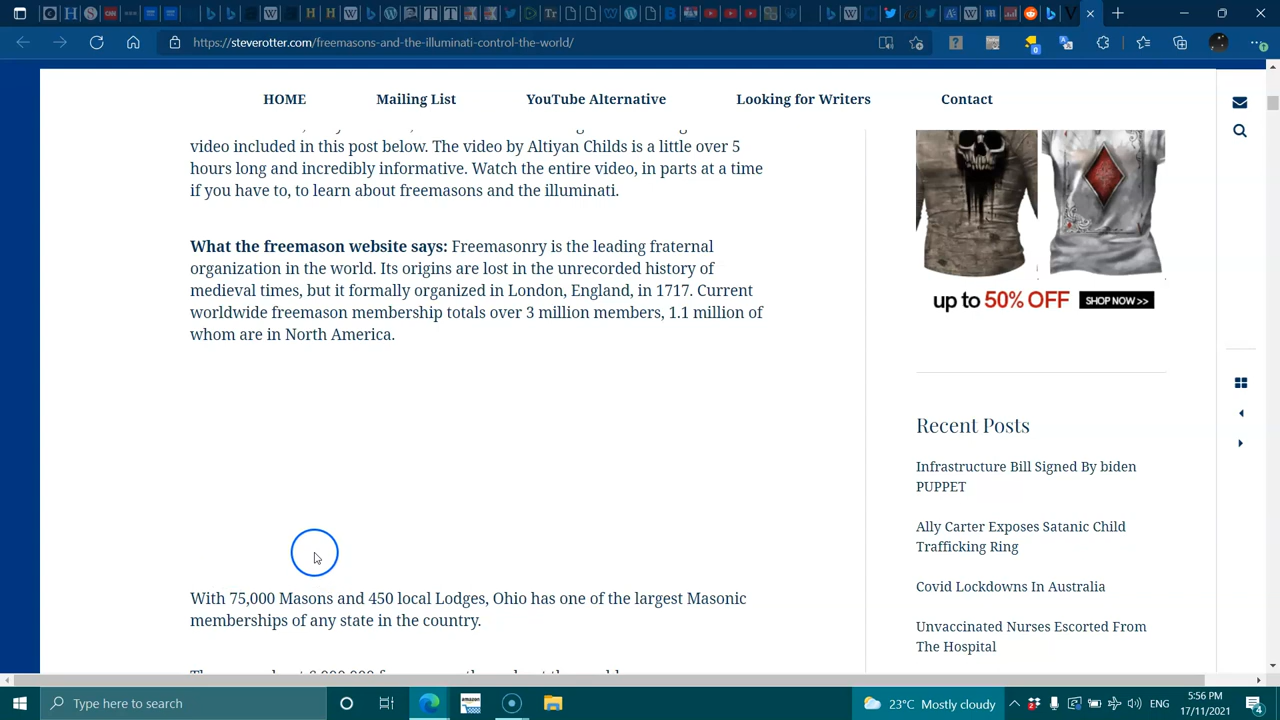 https://steverotter.com/freemasons-and-the-illuminati-control-the-world/
HOME
Mailing List
YouTube Alternative
Looking for Writers
Contact
video included in this post below. The video by Altiyan Childs is a little over 5
hours long and incredibly informative. Watch the entire video, in parts at a time
if you have to, to learn about freemasons and the illuminati.
What the freemason website says: Freemasonry is the leading fraternal
organization in the world. Its origins are lost in the unrecorded history of
medieval times, but it formally organized in London, England, in 1717. Current
worldwide freemason membership totals over 3 million members, 1.1 million of
whom are in North America.
With 75,000 Masons and 450 local Lodges, Ohio has one of the largest Masonic
memberships of any state in the country.
up to 50% OFF
SHOP NOW >>
Recent Posts
Infrastructure Bill Signed By biden
PUPPET
Ally Carter Exposes Satanic Child
Trafficking Ring
Covid Lockdowns In Australia
Unvaccinated Nurses Escorted From
The Hospital
Type here to search
amazon
23°C Mostly cloudy
ENG
5:56 PM
17/11/2021